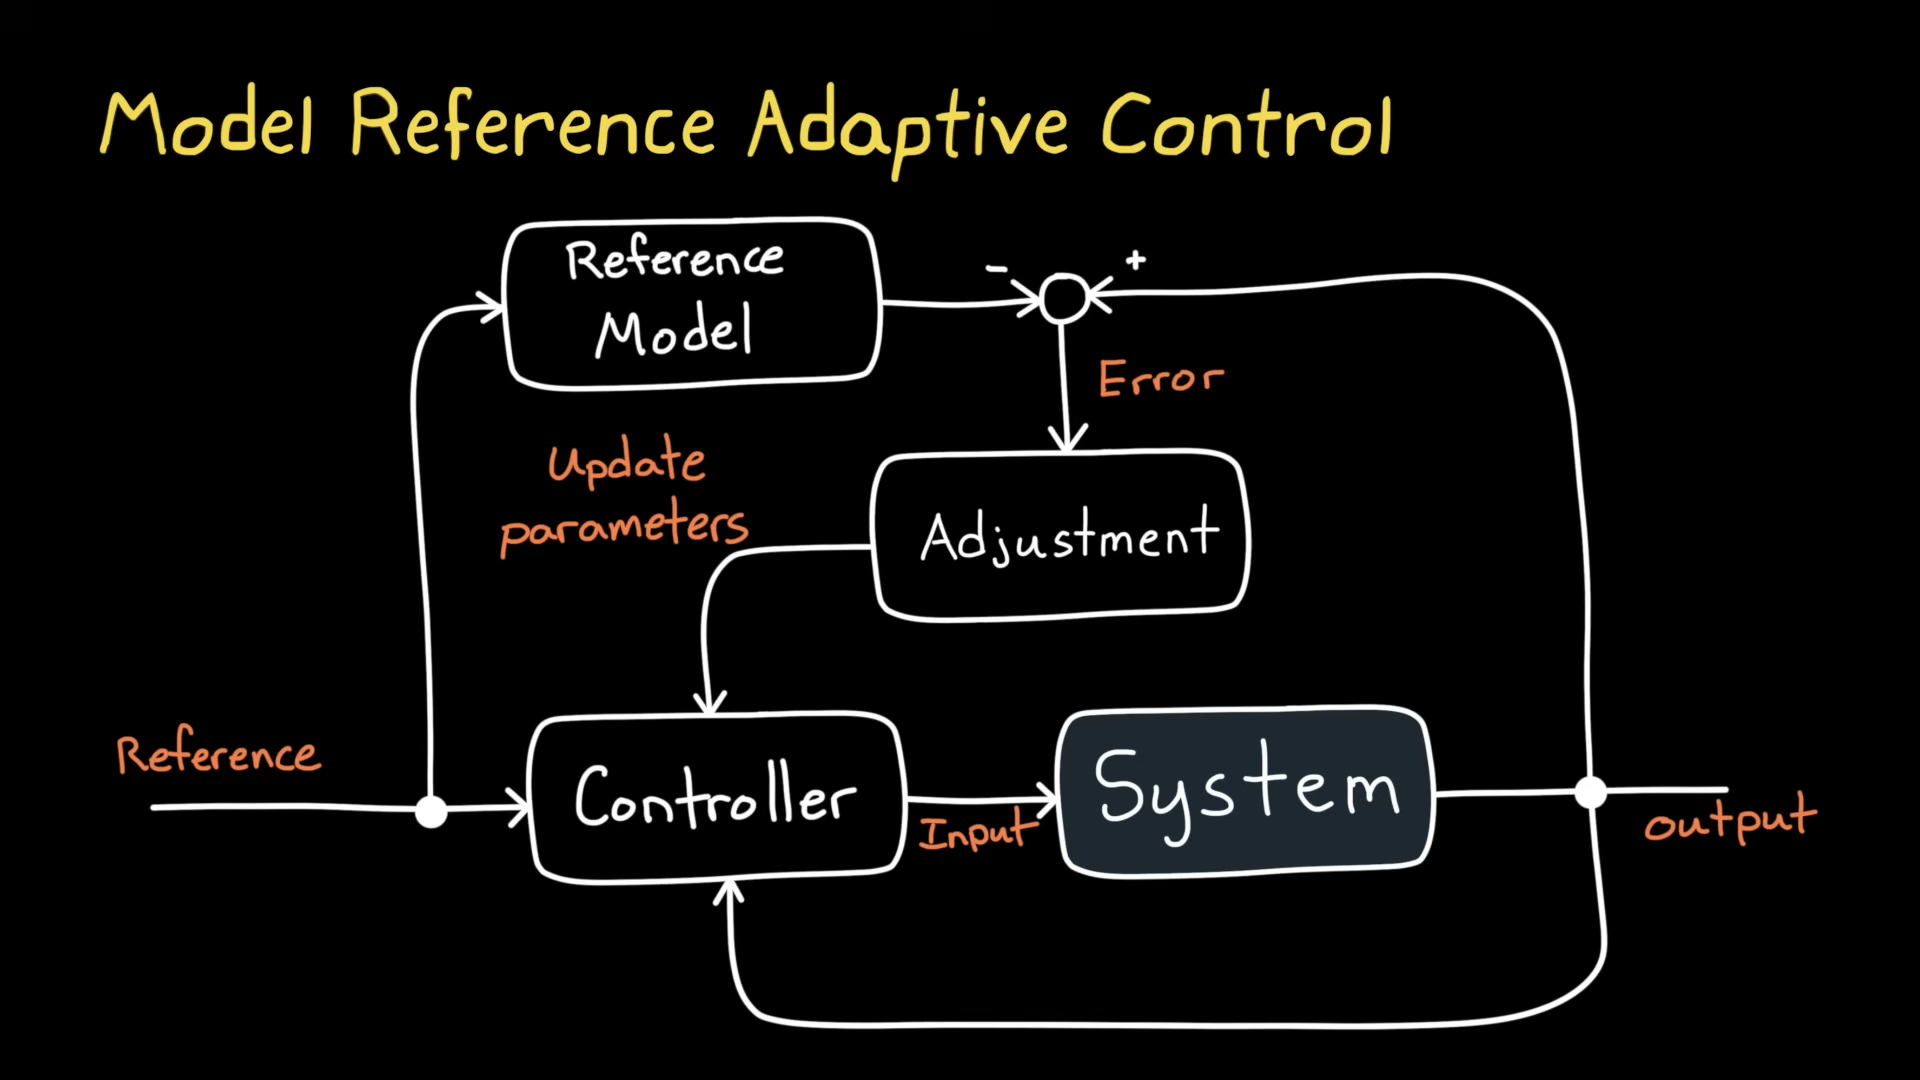 Model Reference Adaptive Control
Reference
Model
- +
Error
Update
parameters
Adjustment
Reference
Controller
Input
System
output